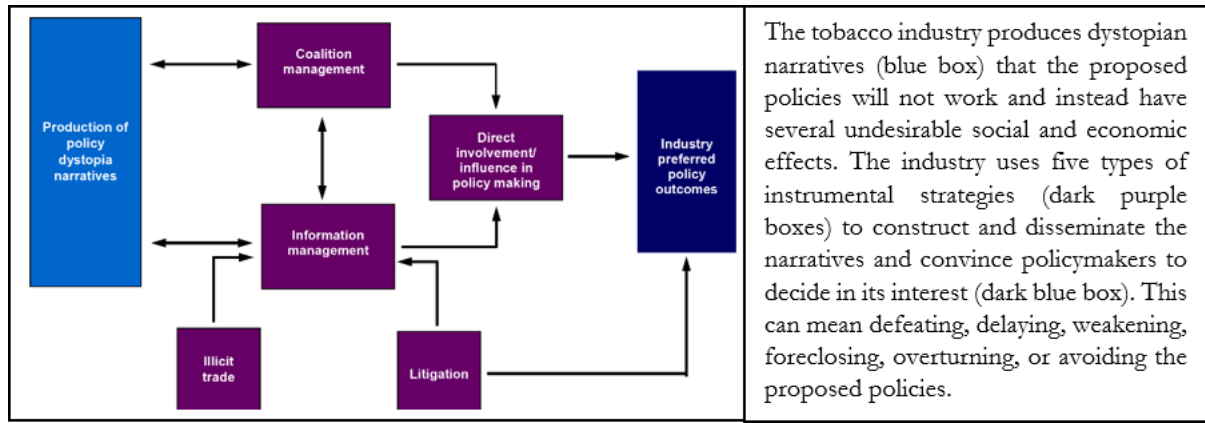 Production of
policy
dystopia
narratives
Coalition
management
Information
management
Illicit
trade
Litigation
Direct
involvement/
influence in
policy making
Industry
preferred
policy
outcomes
The tobacco industry produces dystopian
narratives (blue box) that the proposed
policies will not work and instead have
several undesirable social and economic
effects. The industry uses five types of
instrumental strategies (dark purple
boxes) to construct and disseminate the
narratives and convince policymakers to
decide in its interest (dark blue box). This
can mean defeating, delaying, weakening,
foreclosing, overturning, or avoiding the
proposed policies.